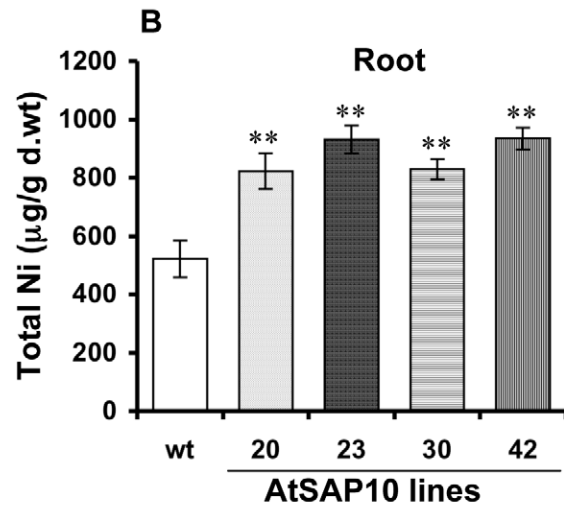 B
Root
Total Ni (µg/g d.wt)
1200
1000
800
600
400
200
0
**
**
**
**
wt 20 23 30 42
AtSAP10 lines